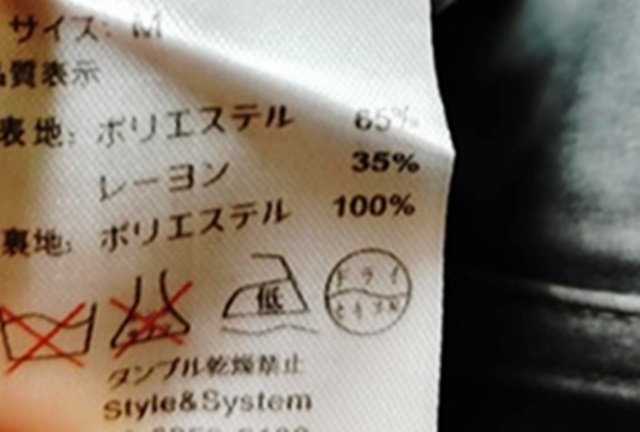 サイズ: M
品質表示
表地: ポリエステル 65%
レーヨン 35%
裏地: ポリエステル 100%
低 ドライ
タンブル乾燥禁止
Style&System